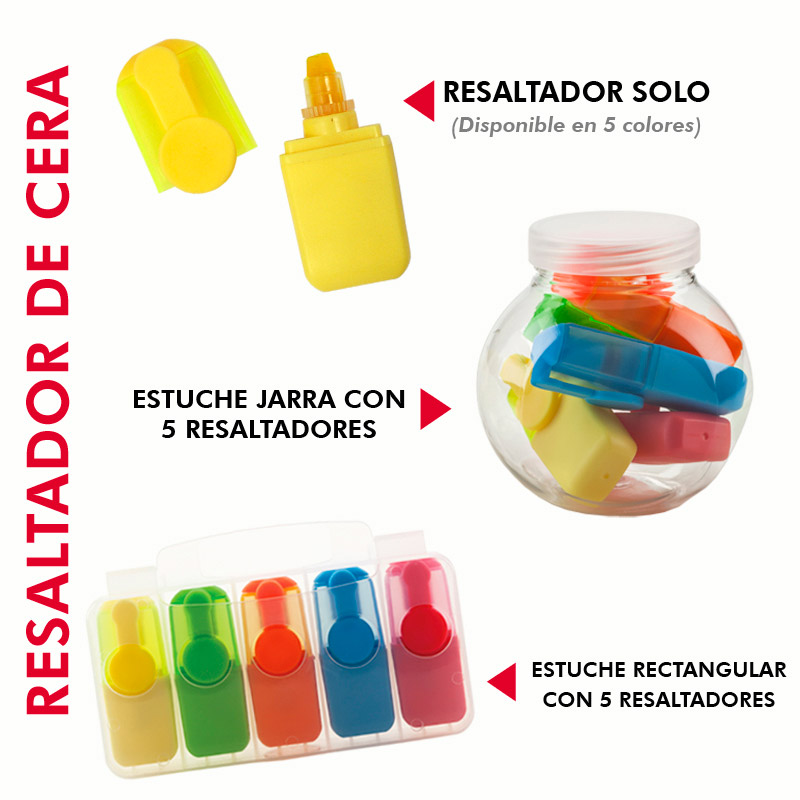 RESALTADOR DE CERA
RESALTADOR SOLO
(Disponible en 5 colores)
ESTUCHE JARRA CON
5 RESALTADORES
ESTUCHE RECTANGULAR
CON 5 RESALTADORES